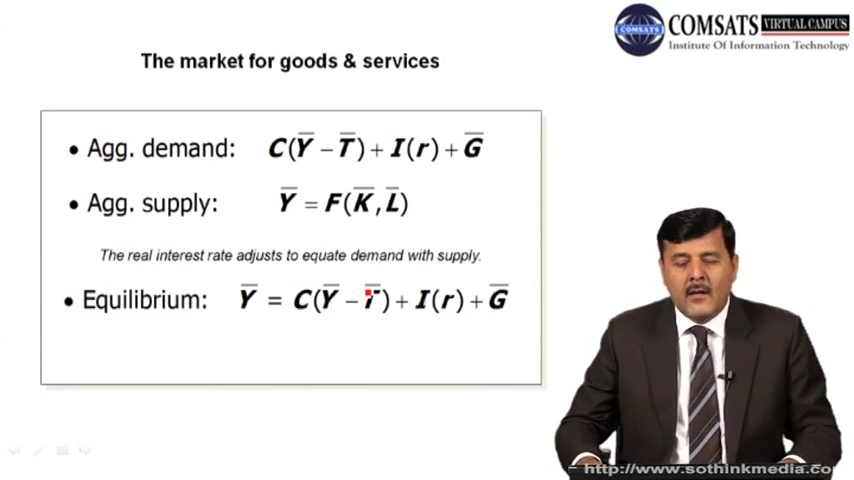 COMSATS VIRTUAL CAMPUS
COMSATS
Institute Of Information Technology
The market for goods & services
• Agg. demand: C(Y̅ − T̅) + I(r) + G̅
• Agg. supply: Y̅ = F(K̅, L̅)
The real interest rate adjusts to equate demand with supply.
• Equilibrium: Y̅ = C(Y̅ − T̅) + I(r) + G̅
http://www.sothinkmedia.com/